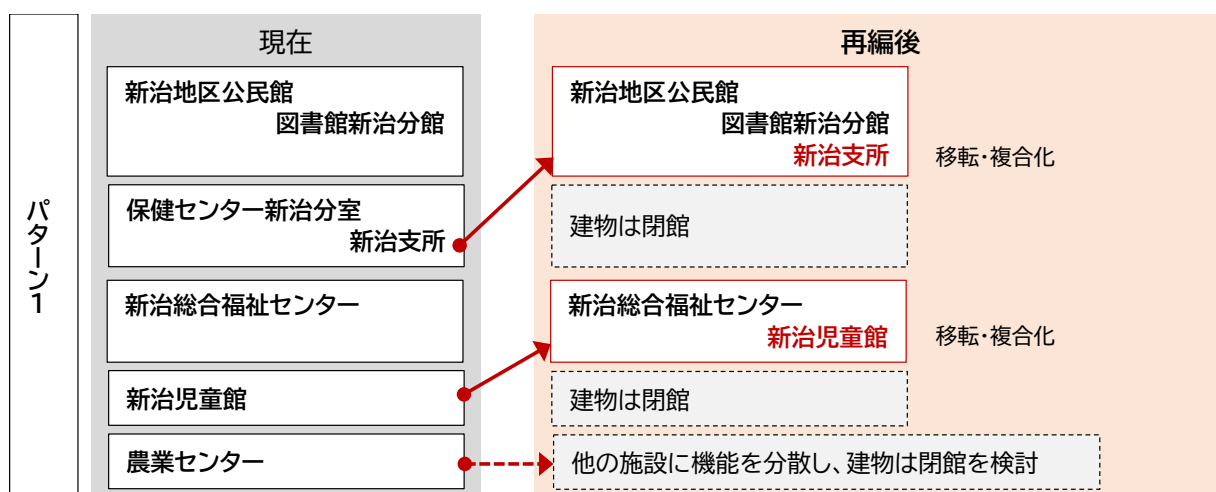 パターン1
現在
新治地区公民館
図書館新治分館
保健センター新治分室
新治支所
新治総合福祉センター
新治児童館
農業センター
再編後
新治地区公民館
図書館新治分館
新治支所
移転・複合化
建物は閉館
新治総合福祉センター
新治児童館
移転・複合化
建物は閉館
他の施設に機能を分散し、建物は閉館を検討